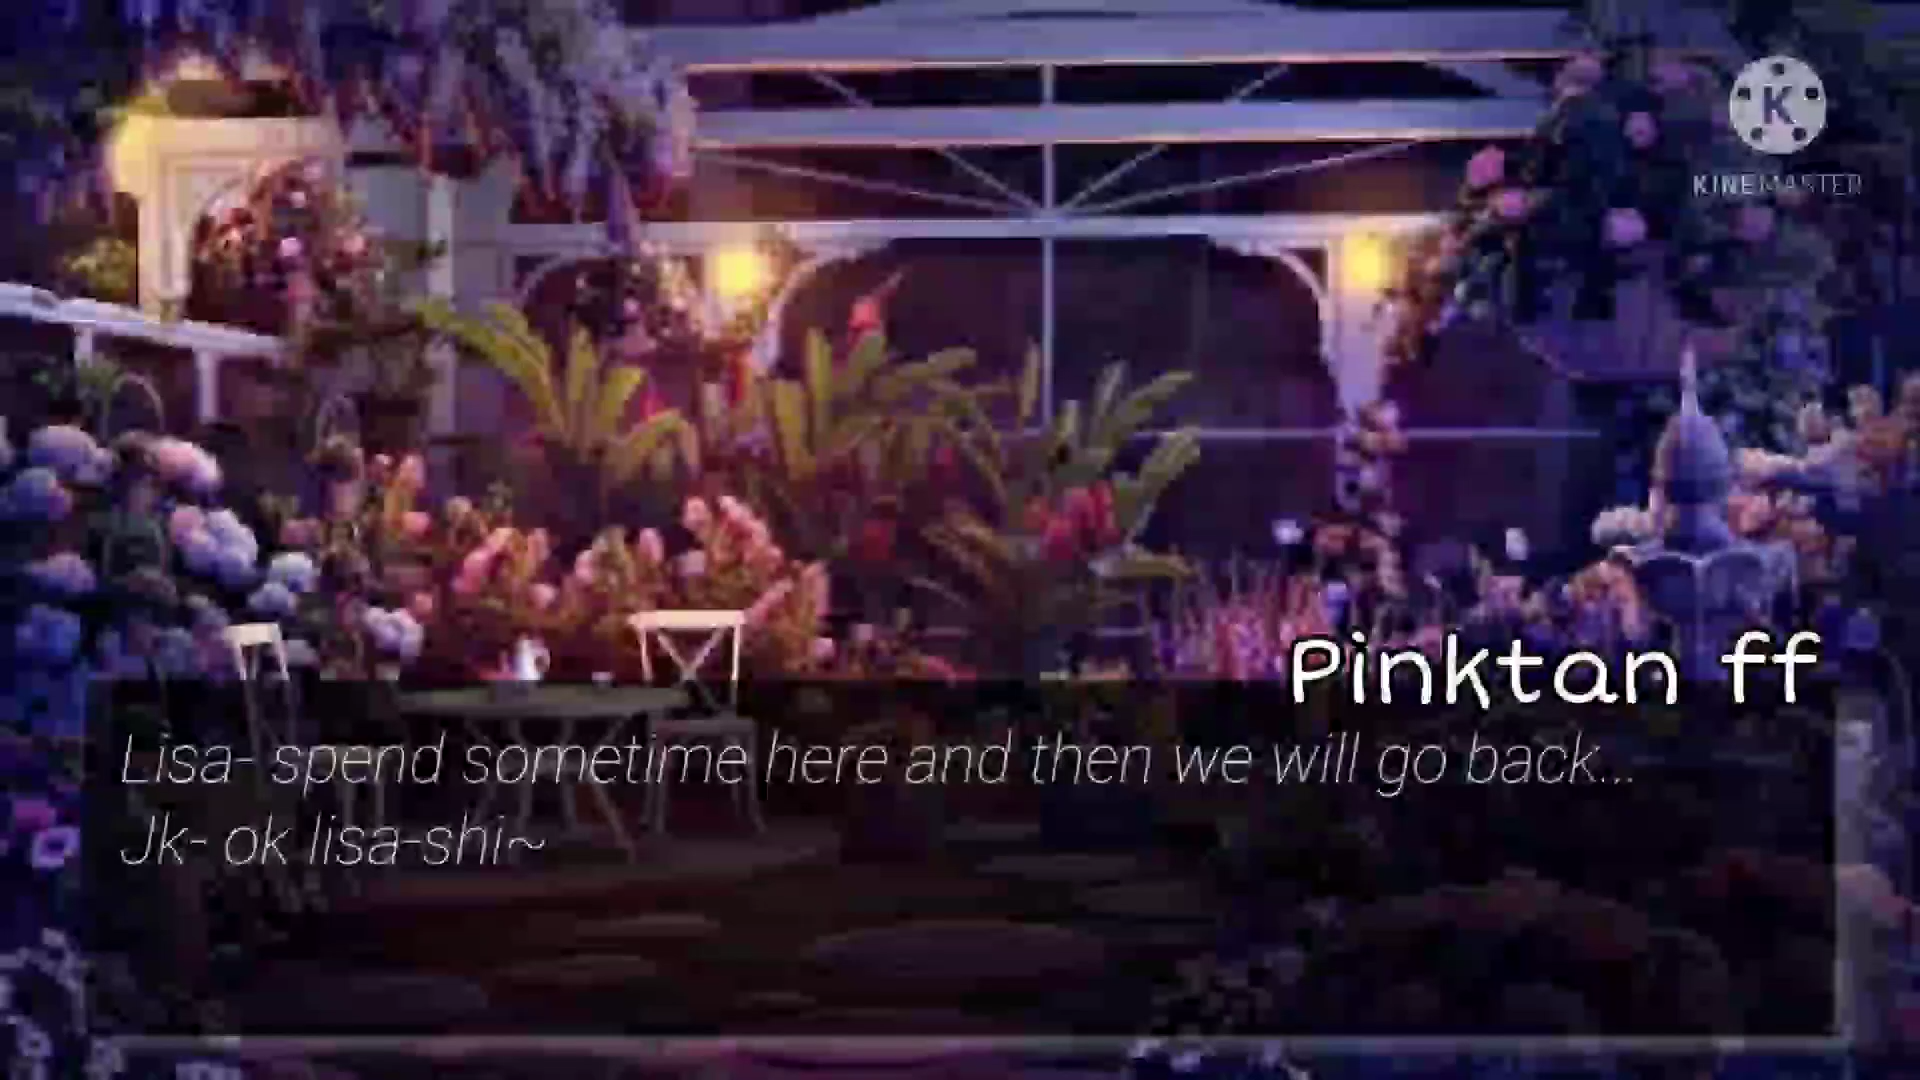 K
KINEMASTER
Pinktan ff
Lisa- spend sometime here and then we will go back...
Jk- ok lisa-shi~